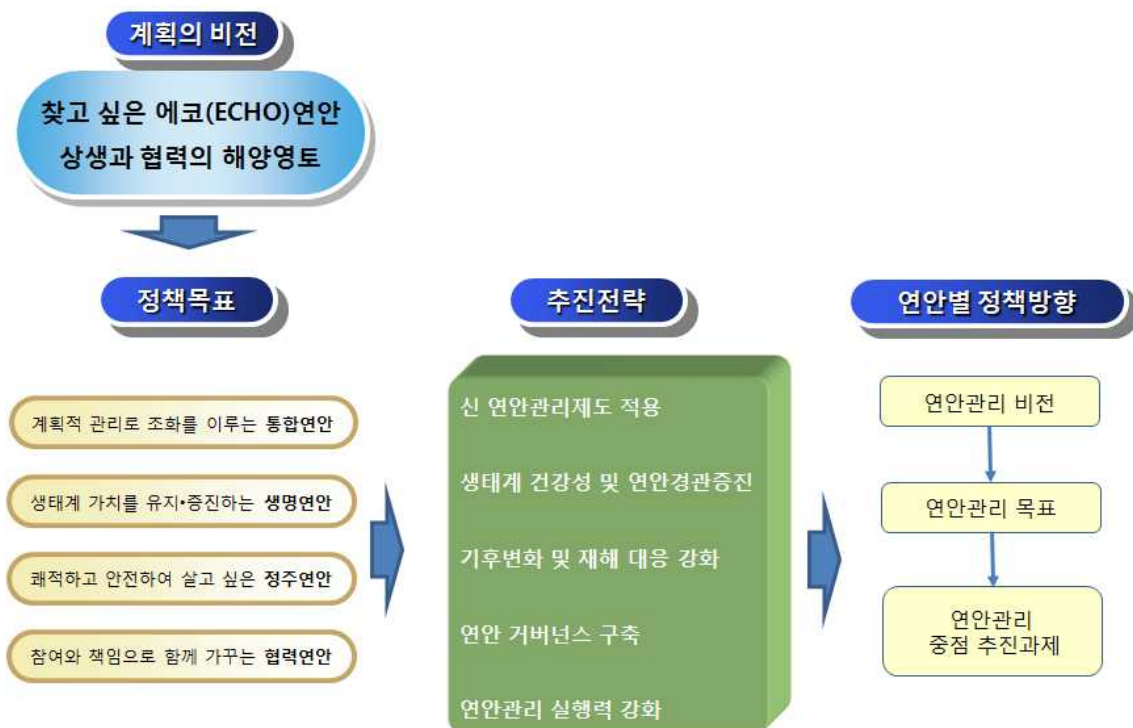 계획의 비전
찾고 싶은 에코(ECHO)연안
상생과 협력의 해양영토
정책목표
계획적 관리로 조화를 이루는 통합연안
생태계 가치를 유지•증진하는 생명연안
쾌적하고 안전하여 살고 싶은 정주연안
참여와 책임으로 함께 가꾸는 협력연안
추진전략
신 연안관리제도 적용
생태계 건강성 및 연안경관증진
기후변화 및 재해 대응 강화
연안 거버넌스 구축
연안관리 실행력 강화
연안별 정책방향
연안관리 비전
연안관리 목표
연안관리
중점 추진과제